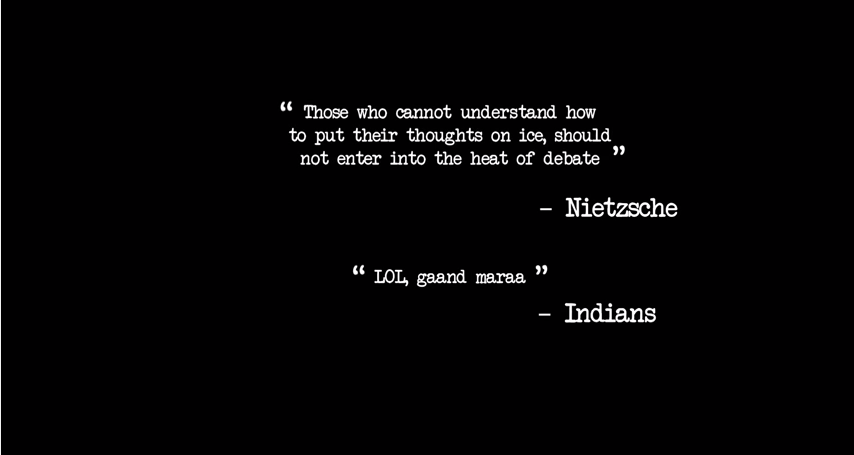 “ Those who cannot understand how
to put their thoughts on ice, should
not enter into the heat of debate ”
– Nietzsche
“ LOL, gaand maraa ”
– Indians